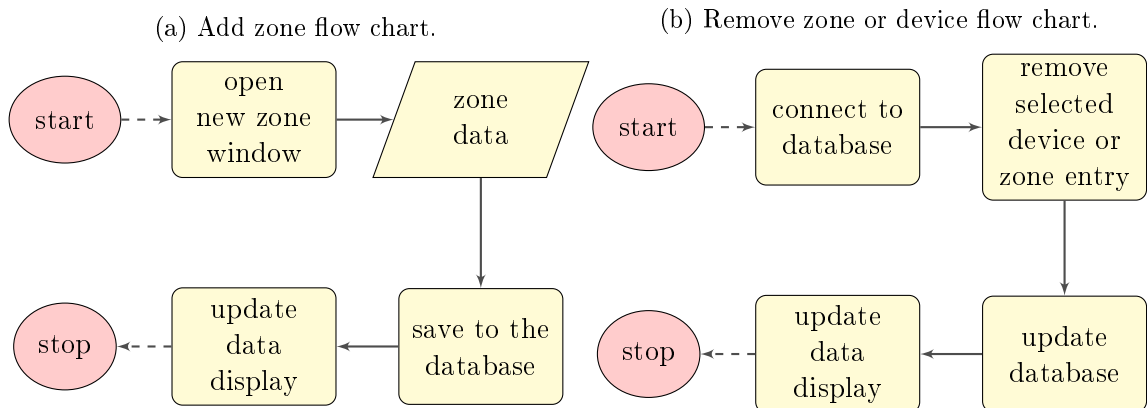 (a) Add zone flow chart.
start
open
new zone
window
zone
data
save to the
database
update
data
display
stop
(b) Remove zone or device flow chart.
start
connect to
database
remove
selected
device or
zone entry
update
database
update
data
display
stop